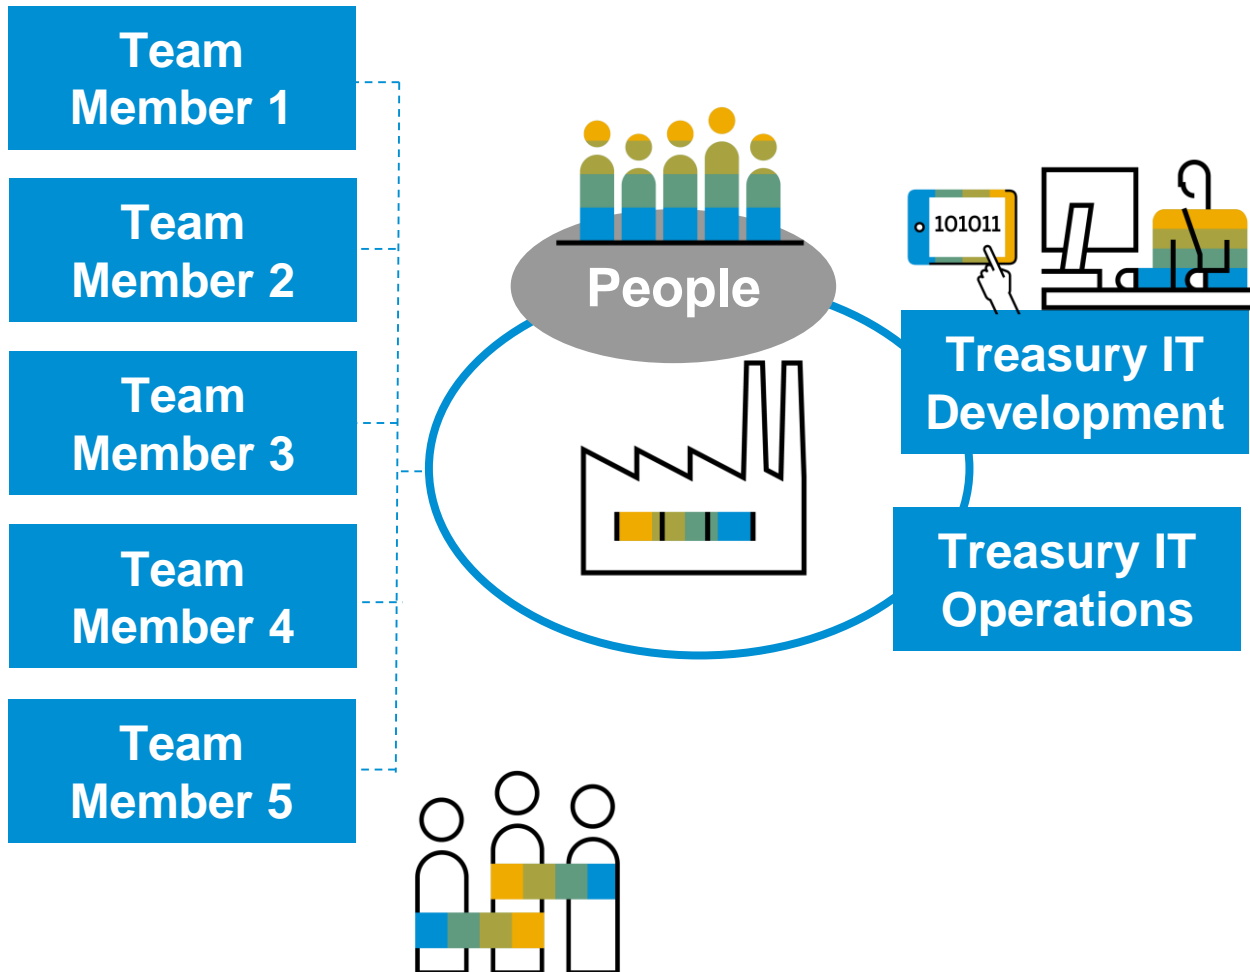 Team
Member 1
Team
Member 2
Team
Member 3
Team
Member 4
Team
Member 5
People
101011
Treasury IT
Development
Treasury IT
Operations